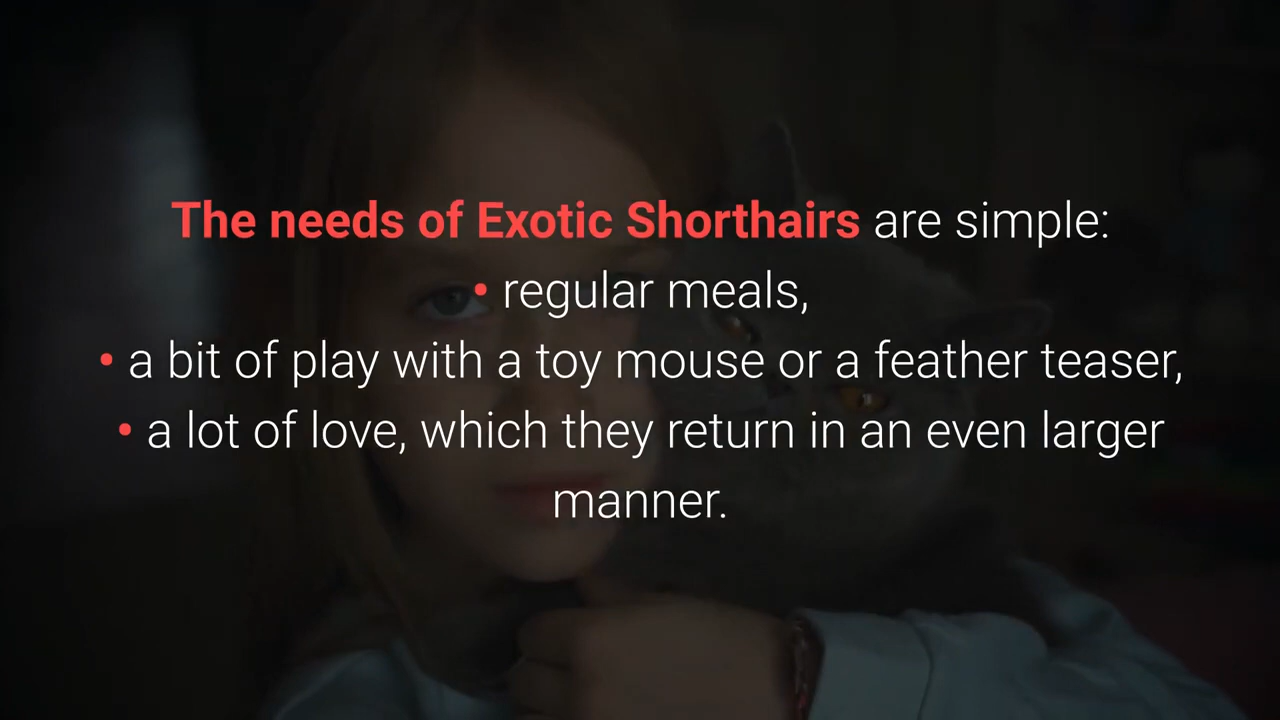 The needs of Exotic Shorthairs are simple:
• regular meals,
• a bit of play with a toy mouse or a feather teaser,
• a lot of love, which they return in an even larger
manner.